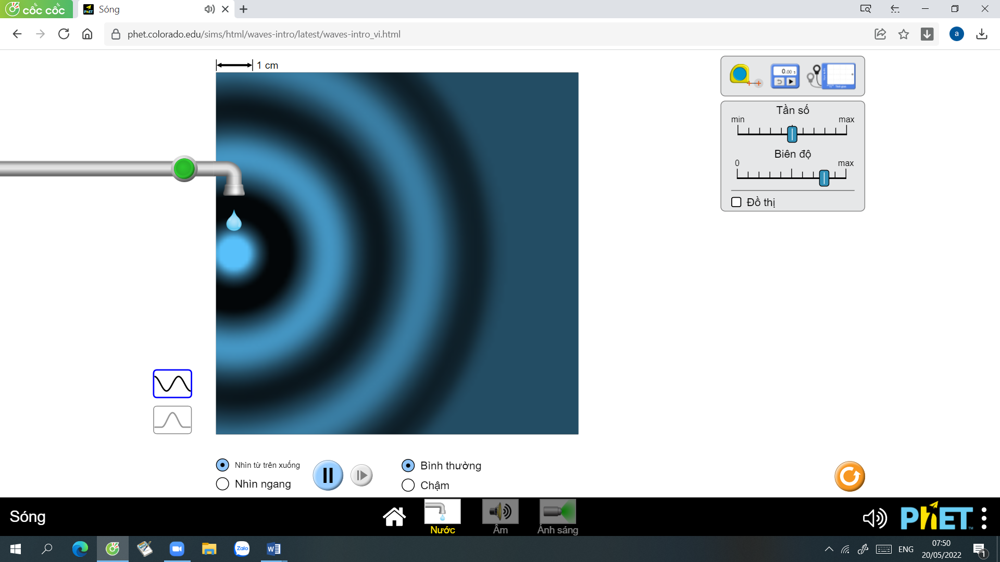 cốc cốc
Sóng
phet.colorado.edu/sims/html/waves-intro/latest/waves-intro_vi.html
a
1 cm
0.00 s
Tần số
min max
Biên độ
0 max
Đồ thị
Nhìn từ trên xuống
Nhìn ngang
Bình thường
Chậm
Sóng
Nước
Âm
Ánh sáng
PhET
Zalo
ENG
07:50
20/05/2022
1